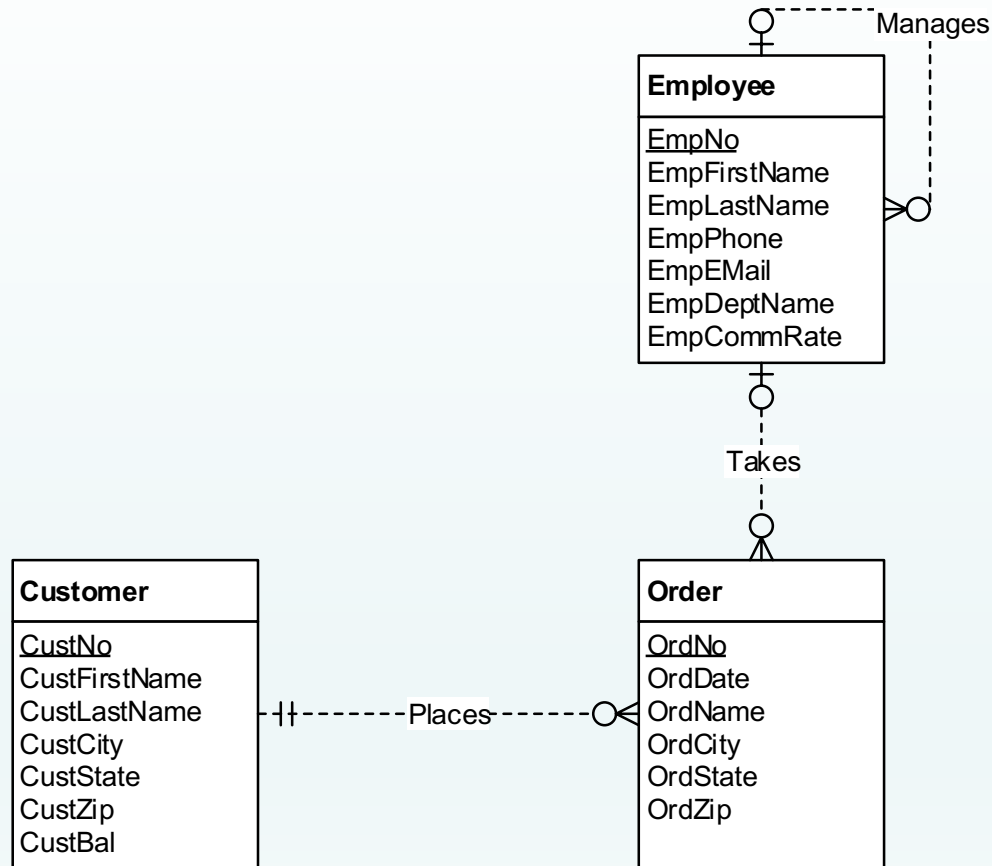 Manages
Employee
EmpNo
EmpFirstName
EmpLastName
EmpPhone
EmpEMail
EmpDeptName
EmpCommRate
Takes
Customer
CustNo
CustFirstName
CustLastName
CustCity
CustState
CustZip
CustBal
Places
Order
OrdNo
OrdDate
OrdName
OrdCity
OrdState
OrdZip